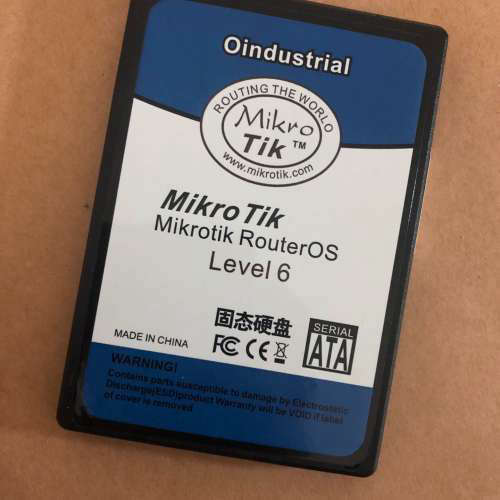 Oindustrial
ROUTING THE WORLD
Mikro
Tik™
www.mikrotik.com
MikroTik
Mikrotik RouterOS
Level 6
固态硬盘
MADE IN CHINA
FC CE
SERIAL
ATA
WARNING!
Contains parts susceptible to damage by Electrostatic
Discharge(ESD)product Warranty will be VOID if label
of cover is removed